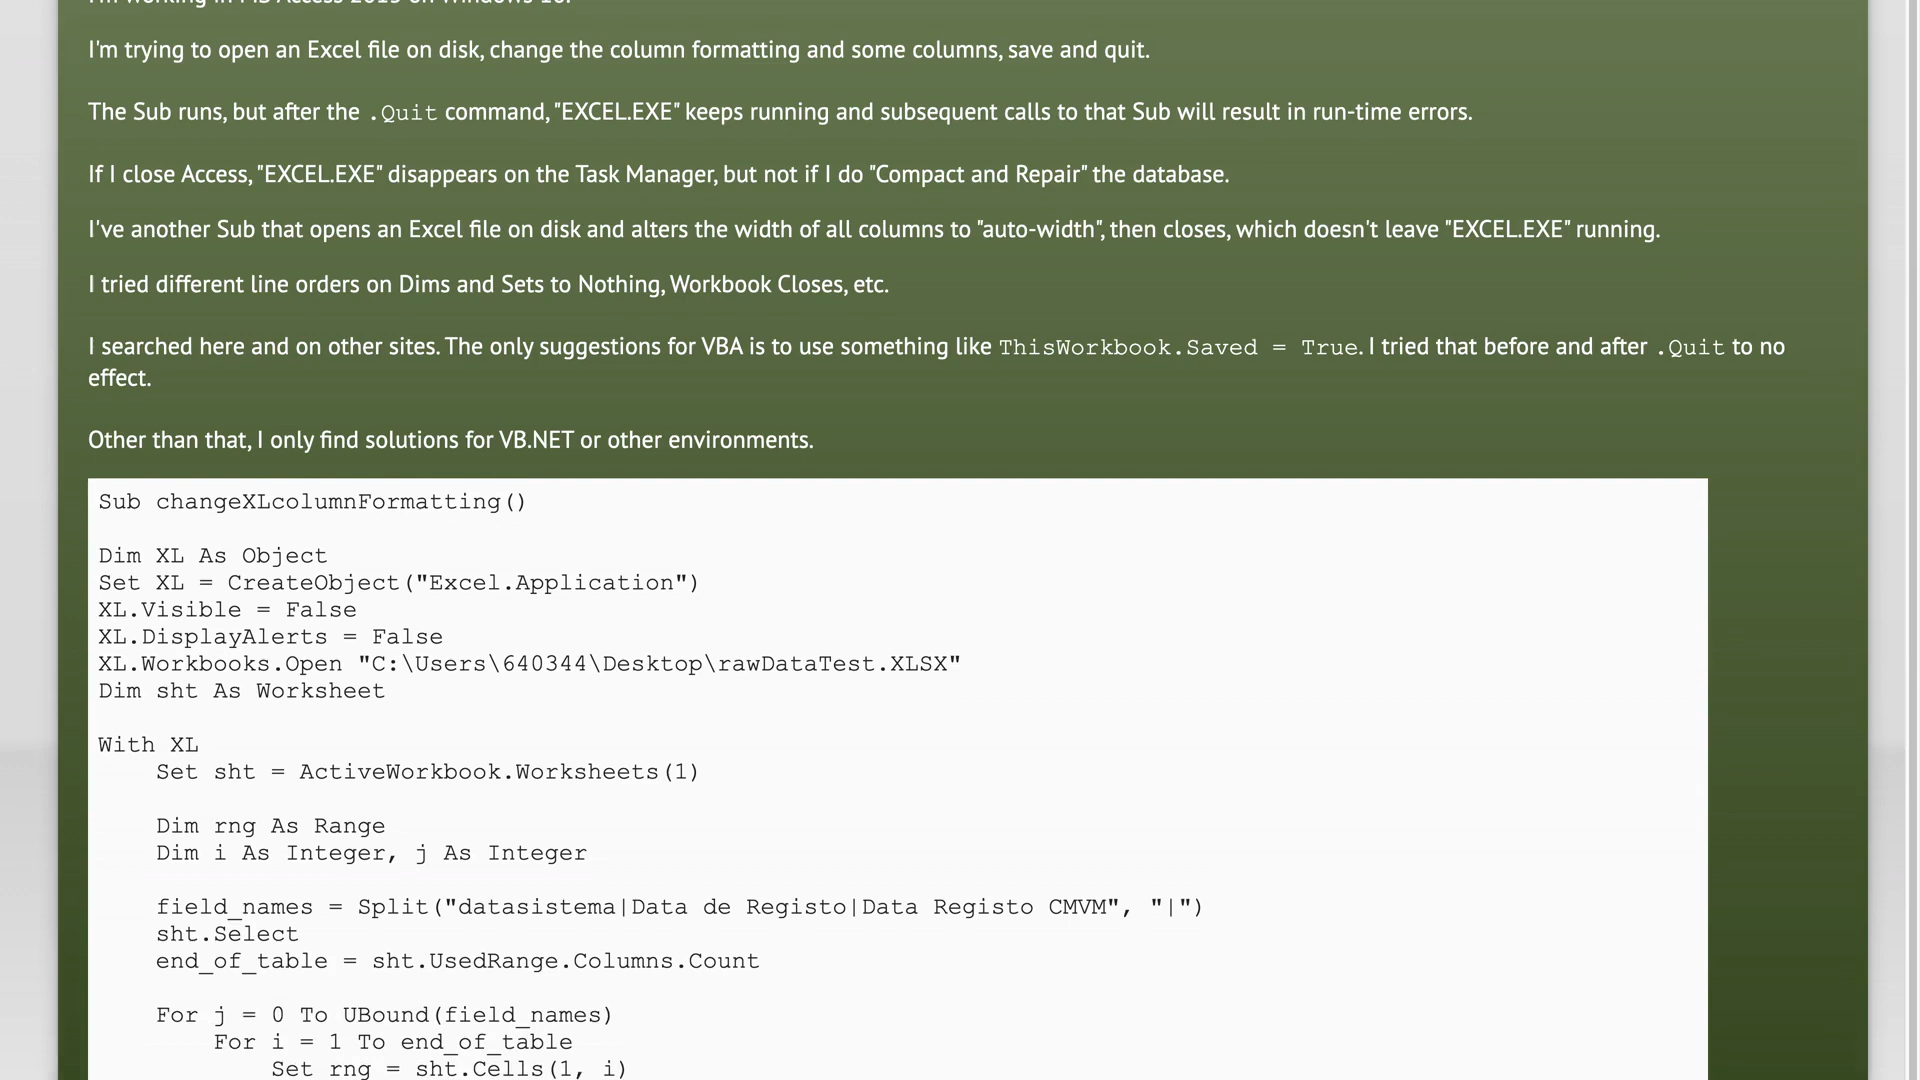 I'm trying to open an Excel file on disk, change the column formatting and some columns, save and quit.
The Sub runs, but after the .Quit command, "EXCEL.EXE" keeps running and subsequent calls to that Sub will result in run-time errors.
If I close Access, "EXCEL.EXE" disappears on the Task Manager, but not if I do "Compact and Repair" the database.
I've another Sub that opens an Excel file on disk and alters the width of all columns to "auto-width", then closes, which doesn't leave "EXCEL.EXE" running.
I tried different line orders on Dims and Sets to Nothing, Workbook Closes, etc.
I searched here and on other sites. The only suggestions for VBA is to use something like ThisWorkbook.Saved = True. I tried that before and after .Quit to no
effect.
Other than that, I only find solutions for VB.NET or other environments.
Sub changeXLcolumnFormatting()
Dim XL As Object
Set XL = CreateObject("Excel.Application")
XL.Visible = False
XL.DisplayAlerts = False
XL.Workbooks.Open "C:\Users\640344\Desktop\rawDataTest.XLSX"
Dim sht As Worksheet
With XL
Set sht = ActiveWorkbook.Worksheets(1)
Dim rng As Range
Dim i As Integer, j As Integer
field_names = Split("datasistema|Data de Registo|Data Registo CMVM", "|")
sht.Select
end_of_table = sht.UsedRange.Columns.Count
For j = 0 To UBound(field_names)
For i = 1 To end_of_table
Set rng = sht.Cells(1, i)